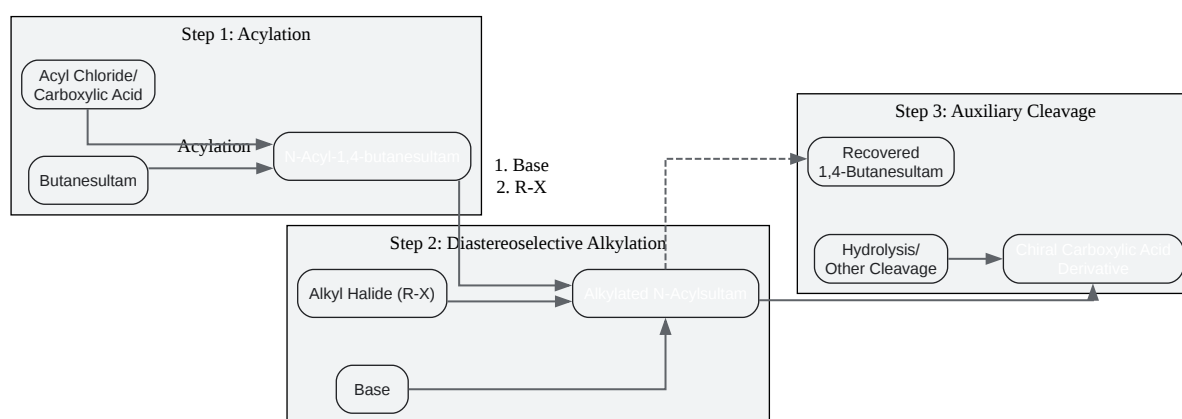 Step 1: Acylation
Acyl Chloride/
Carboxylic Acid
Acylation
N-Acyl-1,4-butanesultam
Butanesultam
1. Base
2. R-X
Step 2: Diastereoselective Alkylation
Alkyl Halide (R-X)
Alkylated N-Acylsultam
Base
Step 3: Auxiliary Cleavage
Recovered
1,4-Butanesultam
Hydrolysis/
Other Cleavage
Chiral Carboxylic Acid
Derivative